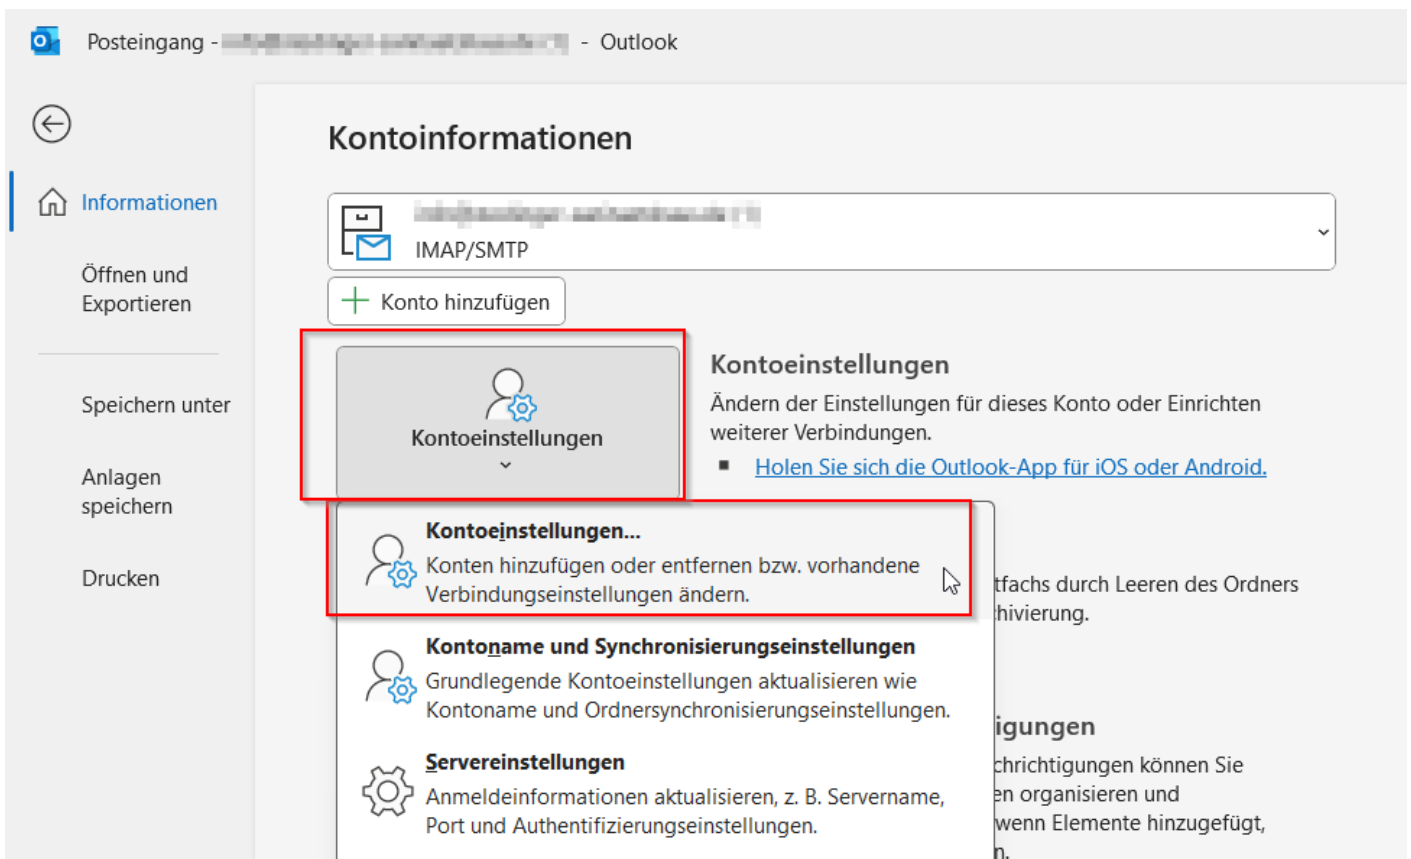 Posteingang - - Outlook
Kontoinformationen
Informationen
IMAP/SMTP
Öffnen und
Exportieren
Konto hinzufügen
Kontoeinstellungen
Kontoeinstellungen
Ändern der Einstellungen für dieses Konto oder Einrichten
weiterer Verbindungen.
Holen Sie sich die Outlook-App für iOS oder Android.
Speichern unter
Anlagen
speichern
Drucken
Kontoeinstellungen...
Konten hinzufügen oder entfernen bzw. vorhandene
Verbindungseinstellungen ändern.
tfachs durch Leeren des Ordners
hivierung.
Kontoname und Synchronisierungseinstellungen
Grundlegende Kontoeinstellungen aktualisieren wie
Kontoname und Ordnersynchronisierungseinstellungen.
igungen
Servereinstellungen
Anmeldeinformationen aktualisieren, z. B. Servername,
Port und Authentifizierungseinstellungen.
chrichtigungen können Sie
en organisieren und
wenn Elemente hinzugefügt,
n.